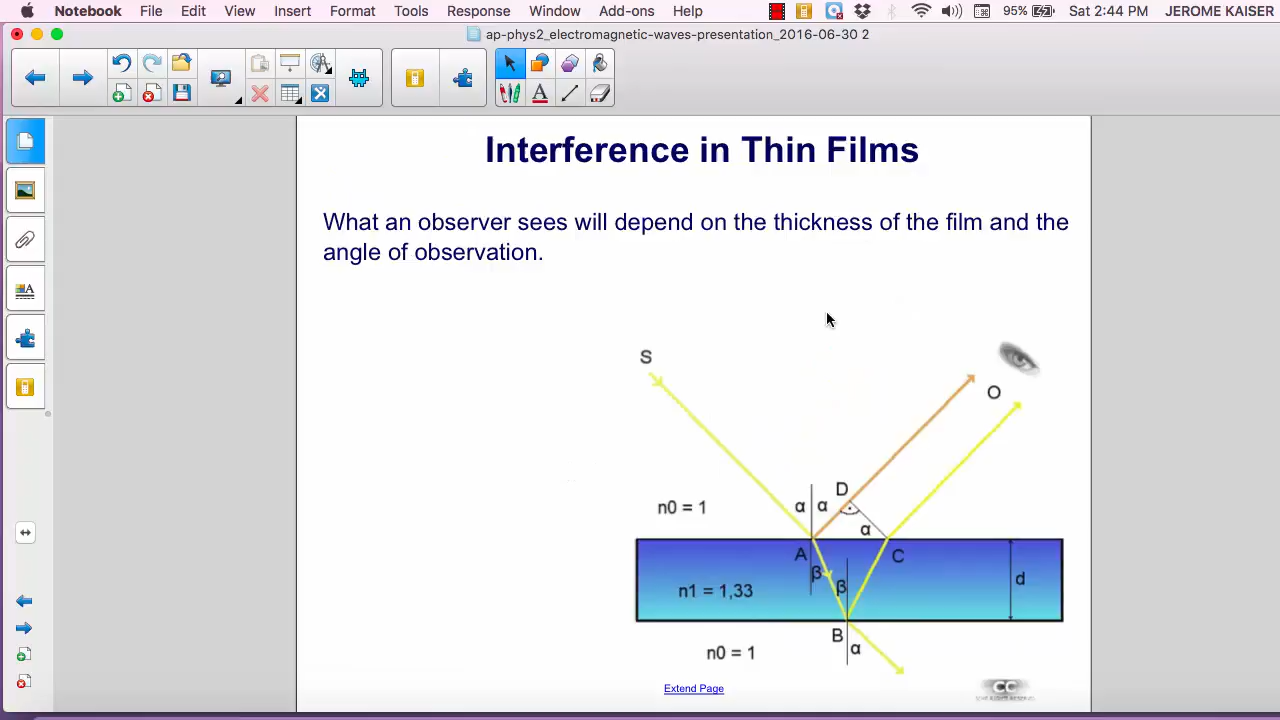 Notebook File Edit View Insert Format Tools Response Window Add-ons Help 95% Sat 2:44 PM JEROME KAISER
ap-phys2_electromagnetic-waves-presentation_2016-06-30 2
Interference in Thin Films
What an observer sees will depend on the thickness of the film and the
angle of observation.
S
O
D
α α
n0 = 1
α
A C
β
β
d
n1 = 1,33
B
α
n0 = 1
Extend Page
CC